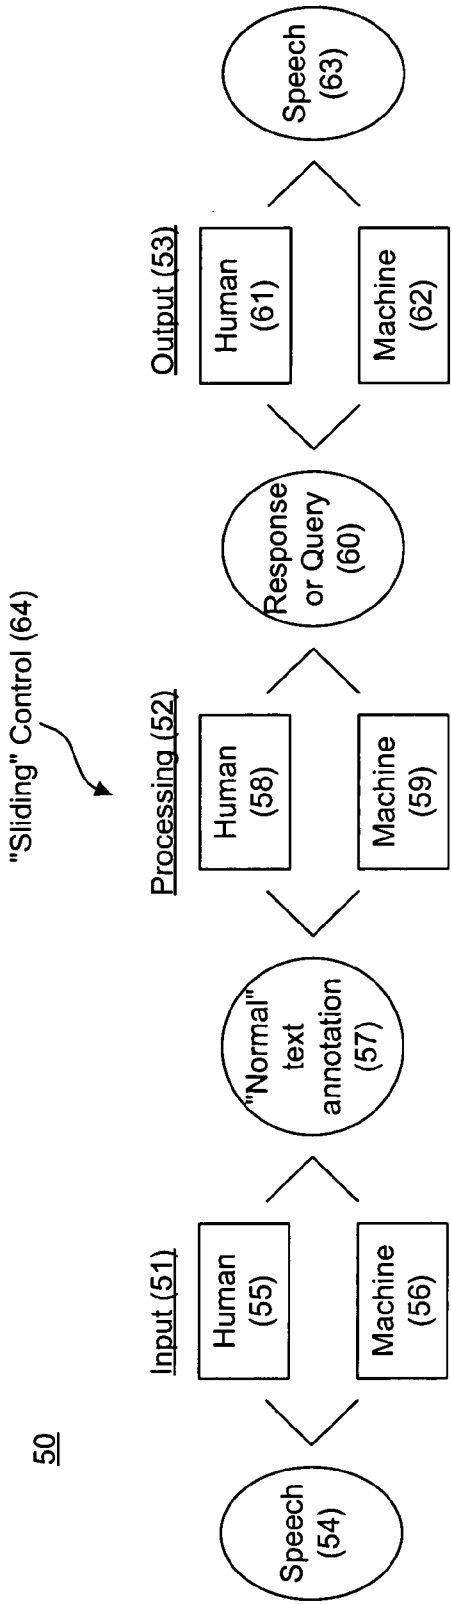 50
"Sliding" Control (64)
Input (51)
Processing (52)
Output (53)
Speech
(54)
Human
(55)
Machine
(56)
"Normal"
text
annotation
(57)
Human
(58)
Machine
(59)
Response
or Query
(60)
Human
(61)
Machine
(62)
Speech
(63)